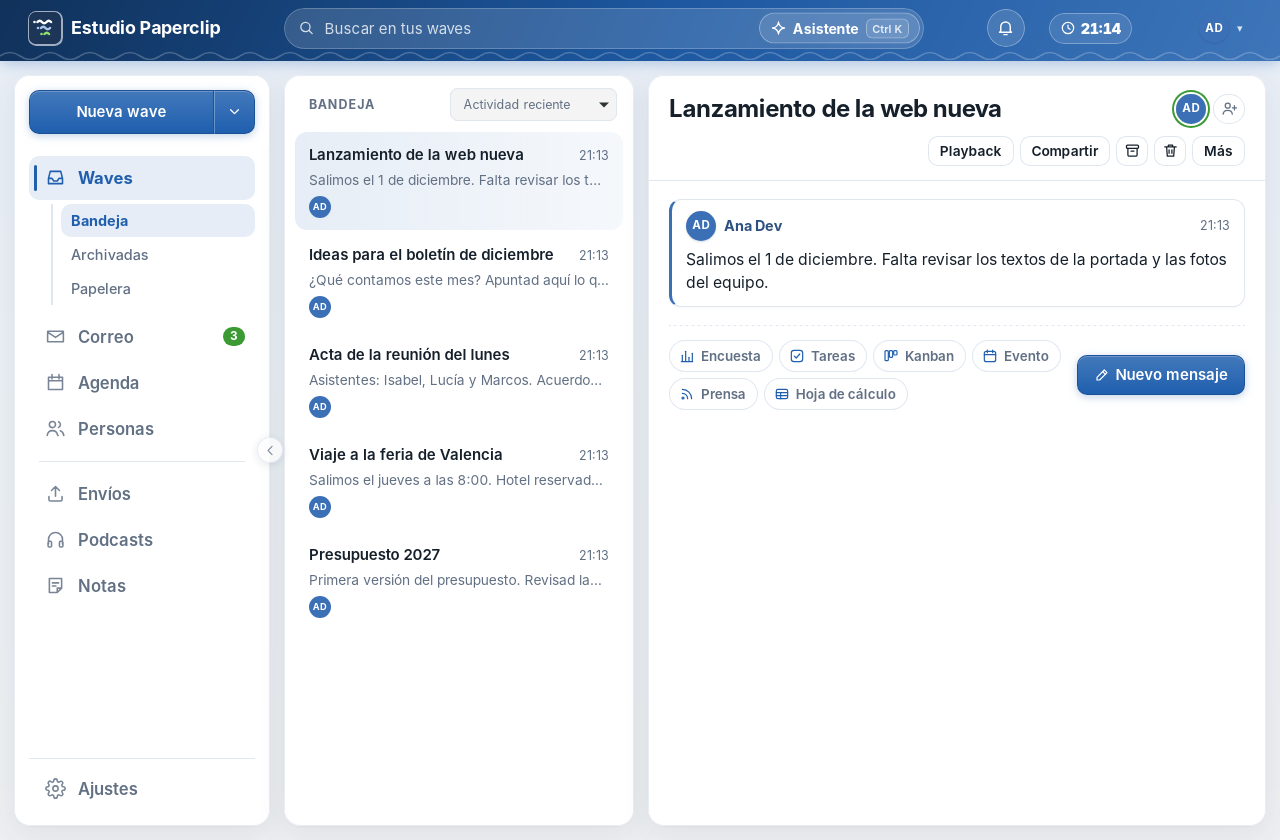 Estudio Paperclip
Buscar en tus waves
Asistente Ctrl K
21:14
AD
Nueva wave
Waves
Bandeja
Archivadas
Papelera
Correo 3
Agenda
Personas
Envíos
Podcasts
Notas
Ajustes
BANDEJA
Actividad reciente
Lanzamiento de la web nueva 21:13
Salimos el 1 de diciembre. Falta revisar los t...
AD
Ideas para el boletín de diciembre 21:13
¿Qué contamos este mes? Apuntad aquí lo q...
AD
Acta de la reunión del lunes 21:13
Asistentes: Isabel, Lucía y Marcos. Acuerdo...
AD
Viaje a la feria de Valencia 21:13
Salimos el jueves a las 8:00. Hotel reservad...
AD
Presupuesto 2027 21:13
Primera versión del presupuesto. Revisad la...
AD
Lanzamiento de la web nueva
AD
Playback Compartir Más
AD Ana Dev 21:13
Salimos el 1 de diciembre. Falta revisar los textos de la portada y las fotos
del equipo.
Encuesta Tareas Kanban Evento
Prensa Hoja de cálculo
Nuevo mensaje